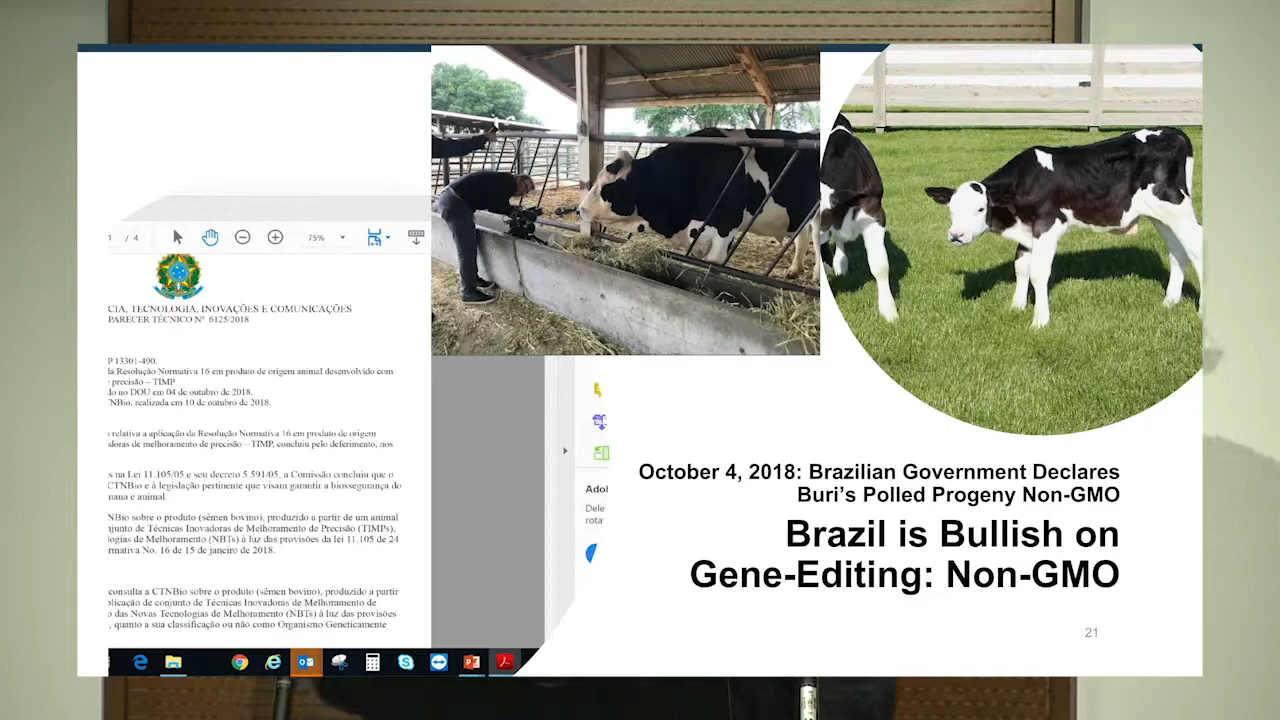 1 / 4
75%
CIA, TECNOLOGIA, INOVAÇÕES E COMUNICAÇÕES
PARECER TÉCNICO Nº 6125/2018
P 13301-490.
la Resolução Normativa 16 em produto de origem animal desenvolvido com
e precisão – TIMP
do no DOU em 04 de outubro de 2018.
TNBio, realizada em 10 de outubro de 2018.
relativa a aplicação da Resolução Normativa 16 em produto de origem
doras de melhoramento de precisão – TIMP, concluiu pelo deferimento, nos
s na Lei 11.105/05 e seu decreto 5.591/05, a Comissão concluiu que o
CTNBio e à legislação pertinente que visam garantir a biossegurança do
mana e animal.
NBio sobre o produto (sêmen bovino), produzido a partir de um animal
njunto de Técnicas Inovadoras de Melhoramento de Precisão (TIMPs),
logias de Melhoramento (NBTs) à luz das provisões da lei 11.105 de 24
rmativa No. 16 de 15 de janeiro de 2018.
consulta a CTNBio sobre o produto (sêmen bovino), produzido a partir
plicação de conjunto de Técnicas Inovadoras de Melhoramento de
o das Novas Tecnologias de Melhoramento (NBTs) à luz das provisões
, quanto a sua classificação ou não como Organismo Geneticamente
Adol
Dele
rota
October 4, 2018: Brazilian Government Declares
Buri’s Polled Progeny Non-GMO
Brazil is Bullish on
Gene-Editing: Non-GMO
21